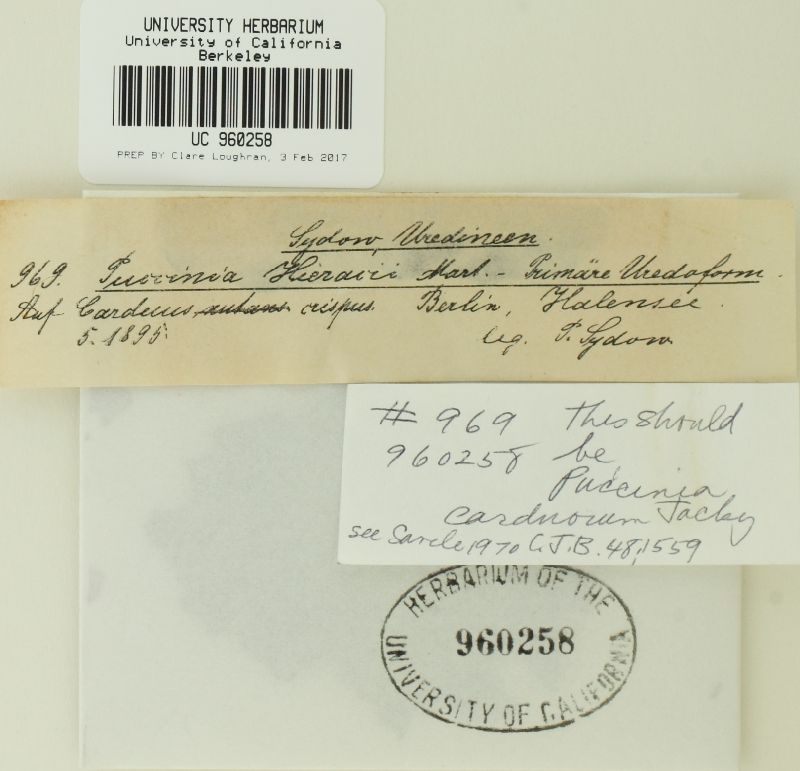 UNIVERSITY HERBARIUM
University of California
Berkeley
UC 960258
PREP BY Clare Loughran, 3 Feb 2017
Sydow, Uredineen.
969. Puccinia Hieracii Mart. - Primäre Uredoform.
Auf Carduus nutans crispus. Berlin, Halensee.
5. 1895. leg. P. Sydow.
# 969 This should
960258 be
Puccinia
carduorum Jacky
see Savile 1970 C.J.B. 48, 1559
HERBARIUM OF THE
960258
UNIVERSITY OF CALIFORNIA